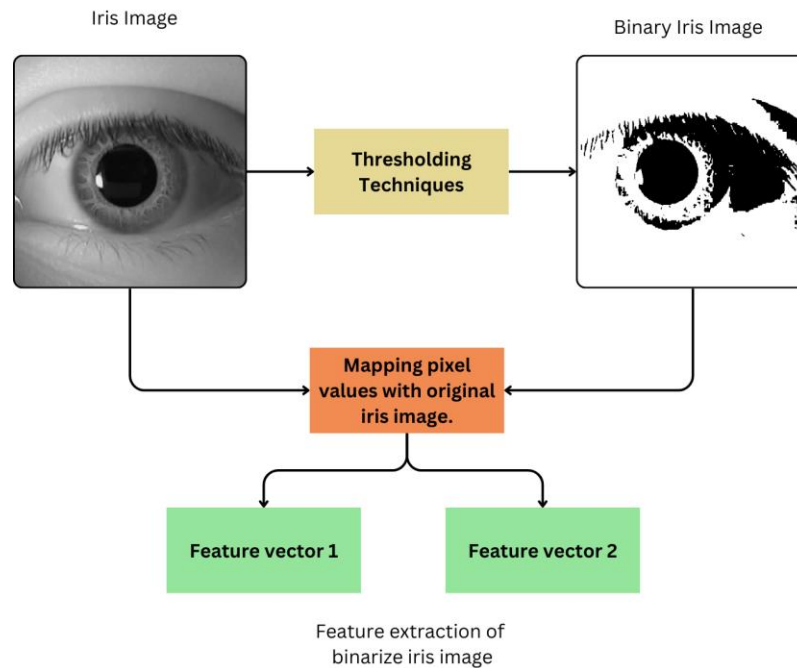 Iris Image
Binary Iris Image
Thresholding
Techniques
Mapping pixel
values with original
iris image.
Feature vector 1
Feature vector 2
Feature extraction of
binarize iris image